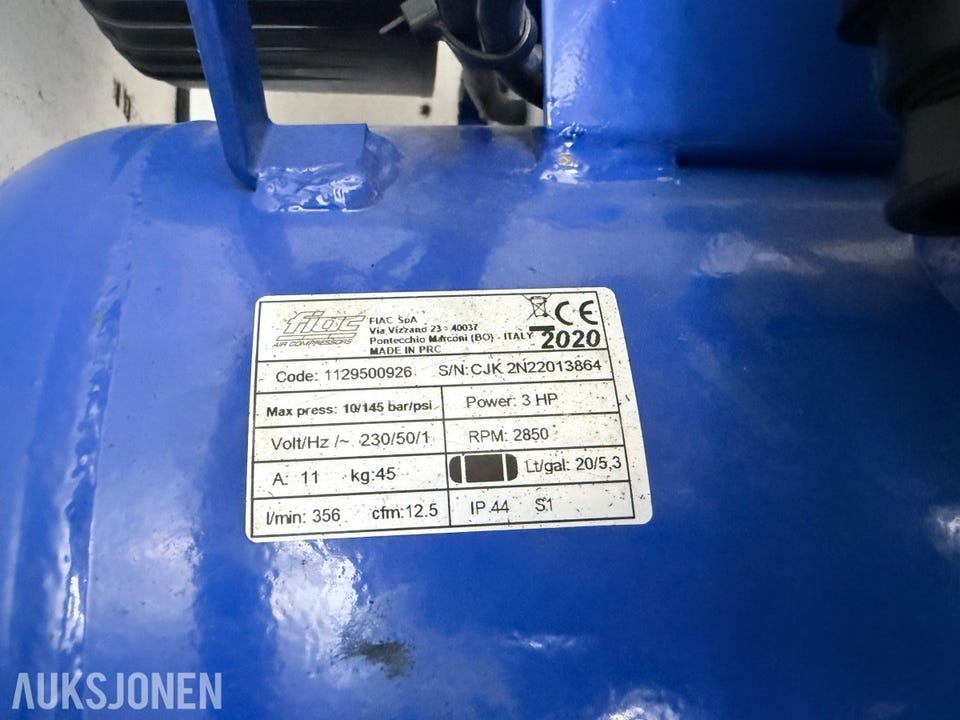 fiac
AIR COMPRESSORS
FIAC SpA
Via Vizzano 23 - 40037
Pontecchio Marconi (BO) - ITALY
MADE IN PRC
CE
2020
Code: 1129500926 S/N: CJK 2N22013864
Max press: 10/145 bar/psi Power: 3 HP
Volt/Hz /~ 230/50/1 RPM: 2850
A: 11 kg:45 Lt/gal: 20/5,3
l/min: 356 cfm:12.5 IP 44 S1
AUKSJONEN